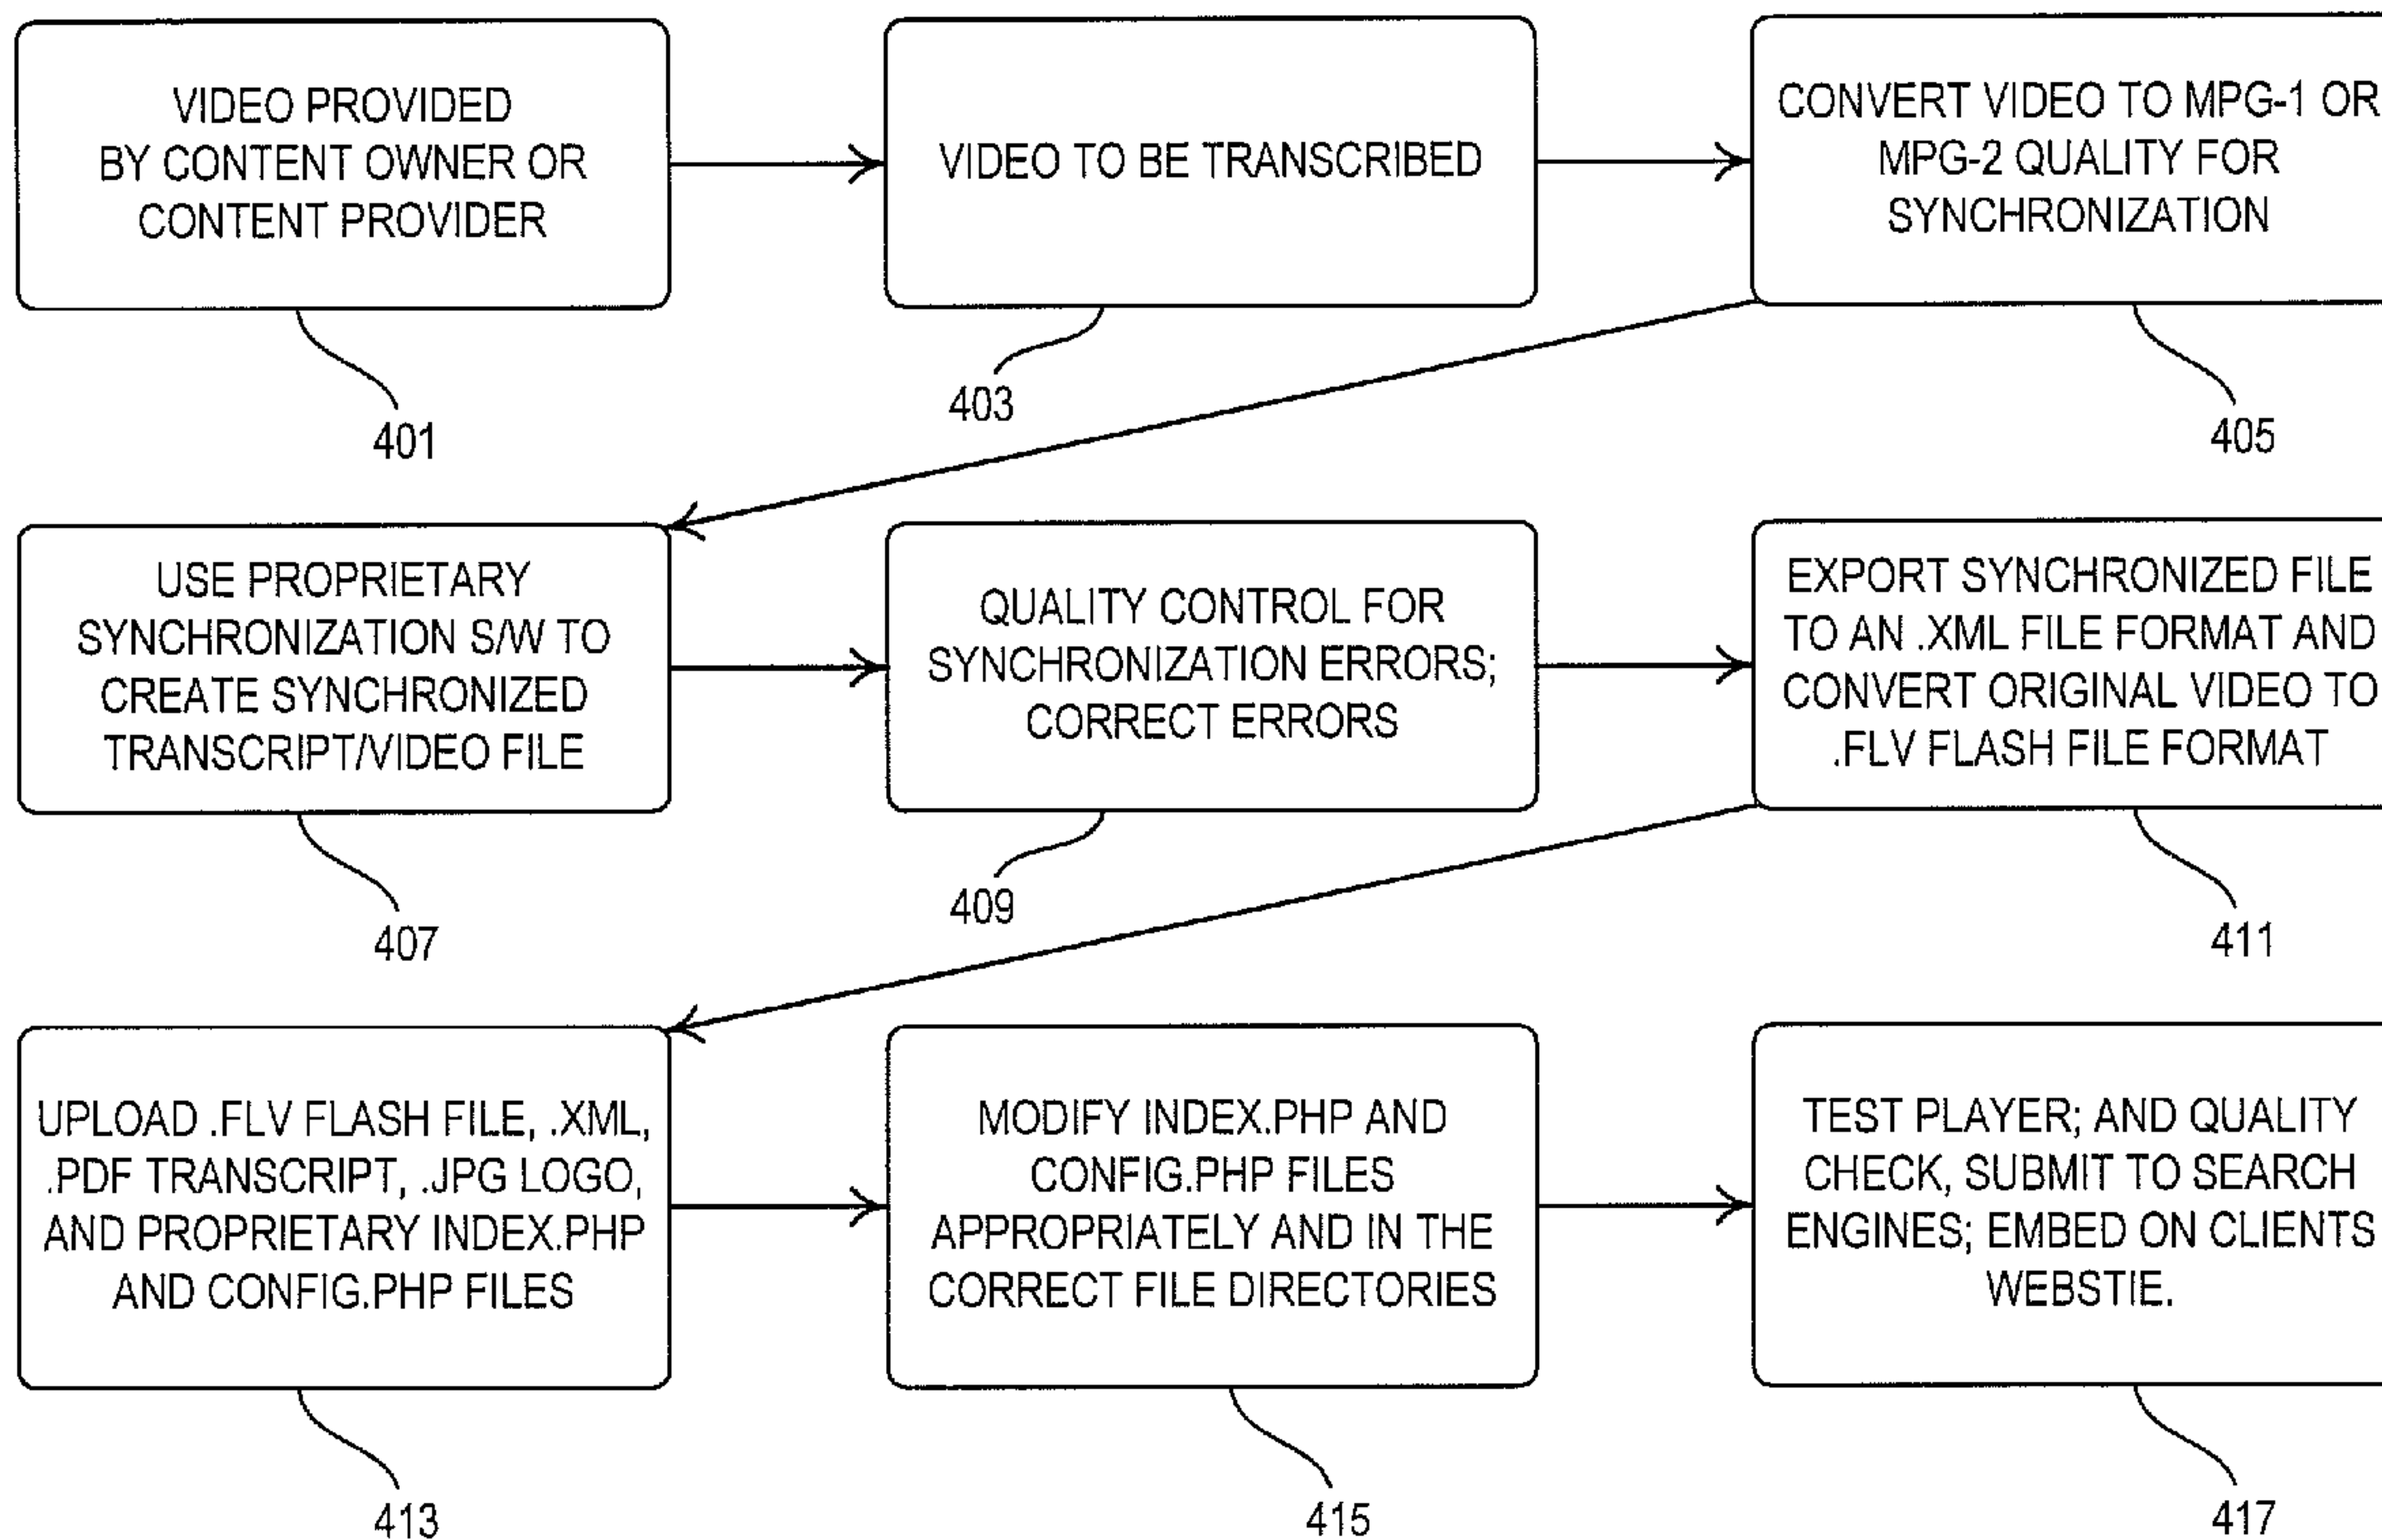 VIDEO PROVIDED
BY CONTENT OWNER OR
CONTENT PROVIDER
401
VIDEO TO BE TRANSCRIBED
403
CONVERT VIDEO TO MPG-1 OR
MPG-2 QUALITY FOR
SYNCHRONIZATION
405
USE PROPRIETARY
SYNCHRONIZATION S/W TO
CREATE SYNCHRONIZED
TRANSCRIPT/VIDEO FILE
407
QUALITY CONTROL FOR
SYNCHRONIZATION ERRORS;
CORRECT ERRORS
409
EXPORT SYNCHRONIZED FILE
TO AN .XML FILE FORMAT AND
CONVERT ORIGINAL VIDEO TO
.FLV FLASH FILE FORMAT
411
UPLOAD .FLV FLASH FILE, .XML,
.PDF TRANSCRIPT, .JPG LOGO,
AND PROPRIETARY INDEX.PHP
AND CONFIG.PHP FILES
413
MODIFY INDEX.PHP AND
CONFIG.PHP FILES
APPROPRIATELY AND IN THE
CORRECT FILE DIRECTORIES
415
TEST PLAYER; AND QUALITY
CHECK, SUBMIT TO SEARCH
ENGINES; EMBED ON CLIENTS
WEBSTIE.
417